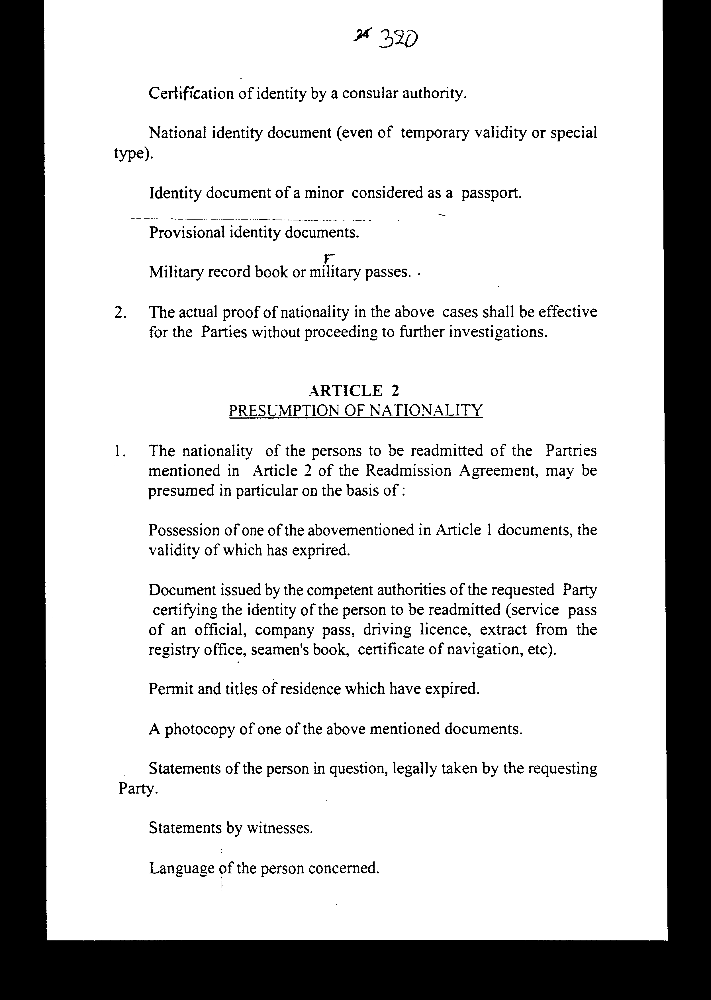 24 320
Certification of identity by a consular authority.
National identity document (even of temporary validity or special
type).
Identity document of a minor considered as a passport.
Provisional identity documents.
Military record book or military passes.
2. The actual proof of nationality in the above cases shall be effective
for the Parties without proceeding to further investigations.
ARTICLE 2
PRESUMPTION OF NATIONALITY
1. The nationality of the persons to be readmitted of the Partries
mentioned in Article 2 of the Readmission Agreement, may be
presumed in particular on the basis of :
Possession of one of the abovementioned in Article 1 documents, the
validity of which has exprired.
Document issued by the competent authorities of the requested Party
certifying the identity of the person to be readmitted (service pass
of an official, company pass, driving licence, extract from the
registry office, seamen's book, certificate of navigation, etc).
Permit and titles of residence which have expired.
A photocopy of one of the above mentioned documents.
Statements of the person in question, legally taken by the requesting
Party.
Statements by witnesses.
Language of the person concerned.